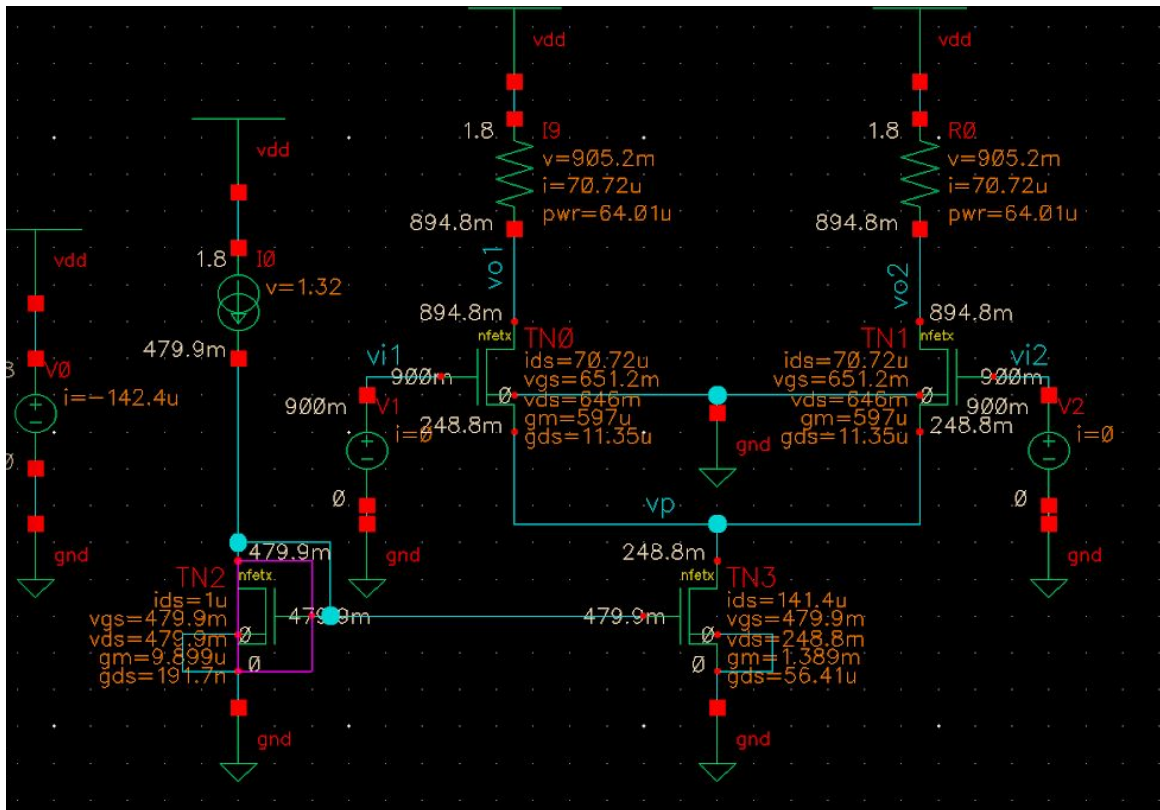 vdd
vdd
1.8
I9
v=905.2m
i=70.72u
pwr=64.01u
894.8m
1.8
R0
v=905.2m
i=70.72u
pwr=64.01u
894.8m
vdd
vdd
1.8
I0
v=1.32
479.9m
vo1
vo2
894.8m
nfetx
TN0
ids=70.72u
vgs=651.2m
vds=646m
gm=597u
gds=11.35u
0
248.8m
894.8m
nfetx
TN1
ids=70.72u
vgs=651.2m
vds=646m
gm=597u
gds=11.35u
0
248.8m
vi1
900m
900m
V1
i=0
0
gnd
vi2
900m
900m
V2
i=0
0
gnd
gnd
8
V0
i=-142.4u
0
gnd
vp
479.9m
TN2
nfetx
ids=1u
vgs=479.9m
vds=479.9m
gm=9.899u
gds=191.7n
479.9m
0
0
gnd
248.8m
nfetx
TN3
479.9m
ids=141.4u
vgs=479.9m
vds=248.8m
gm=1.389m
gds=56.41u
0
0
gnd